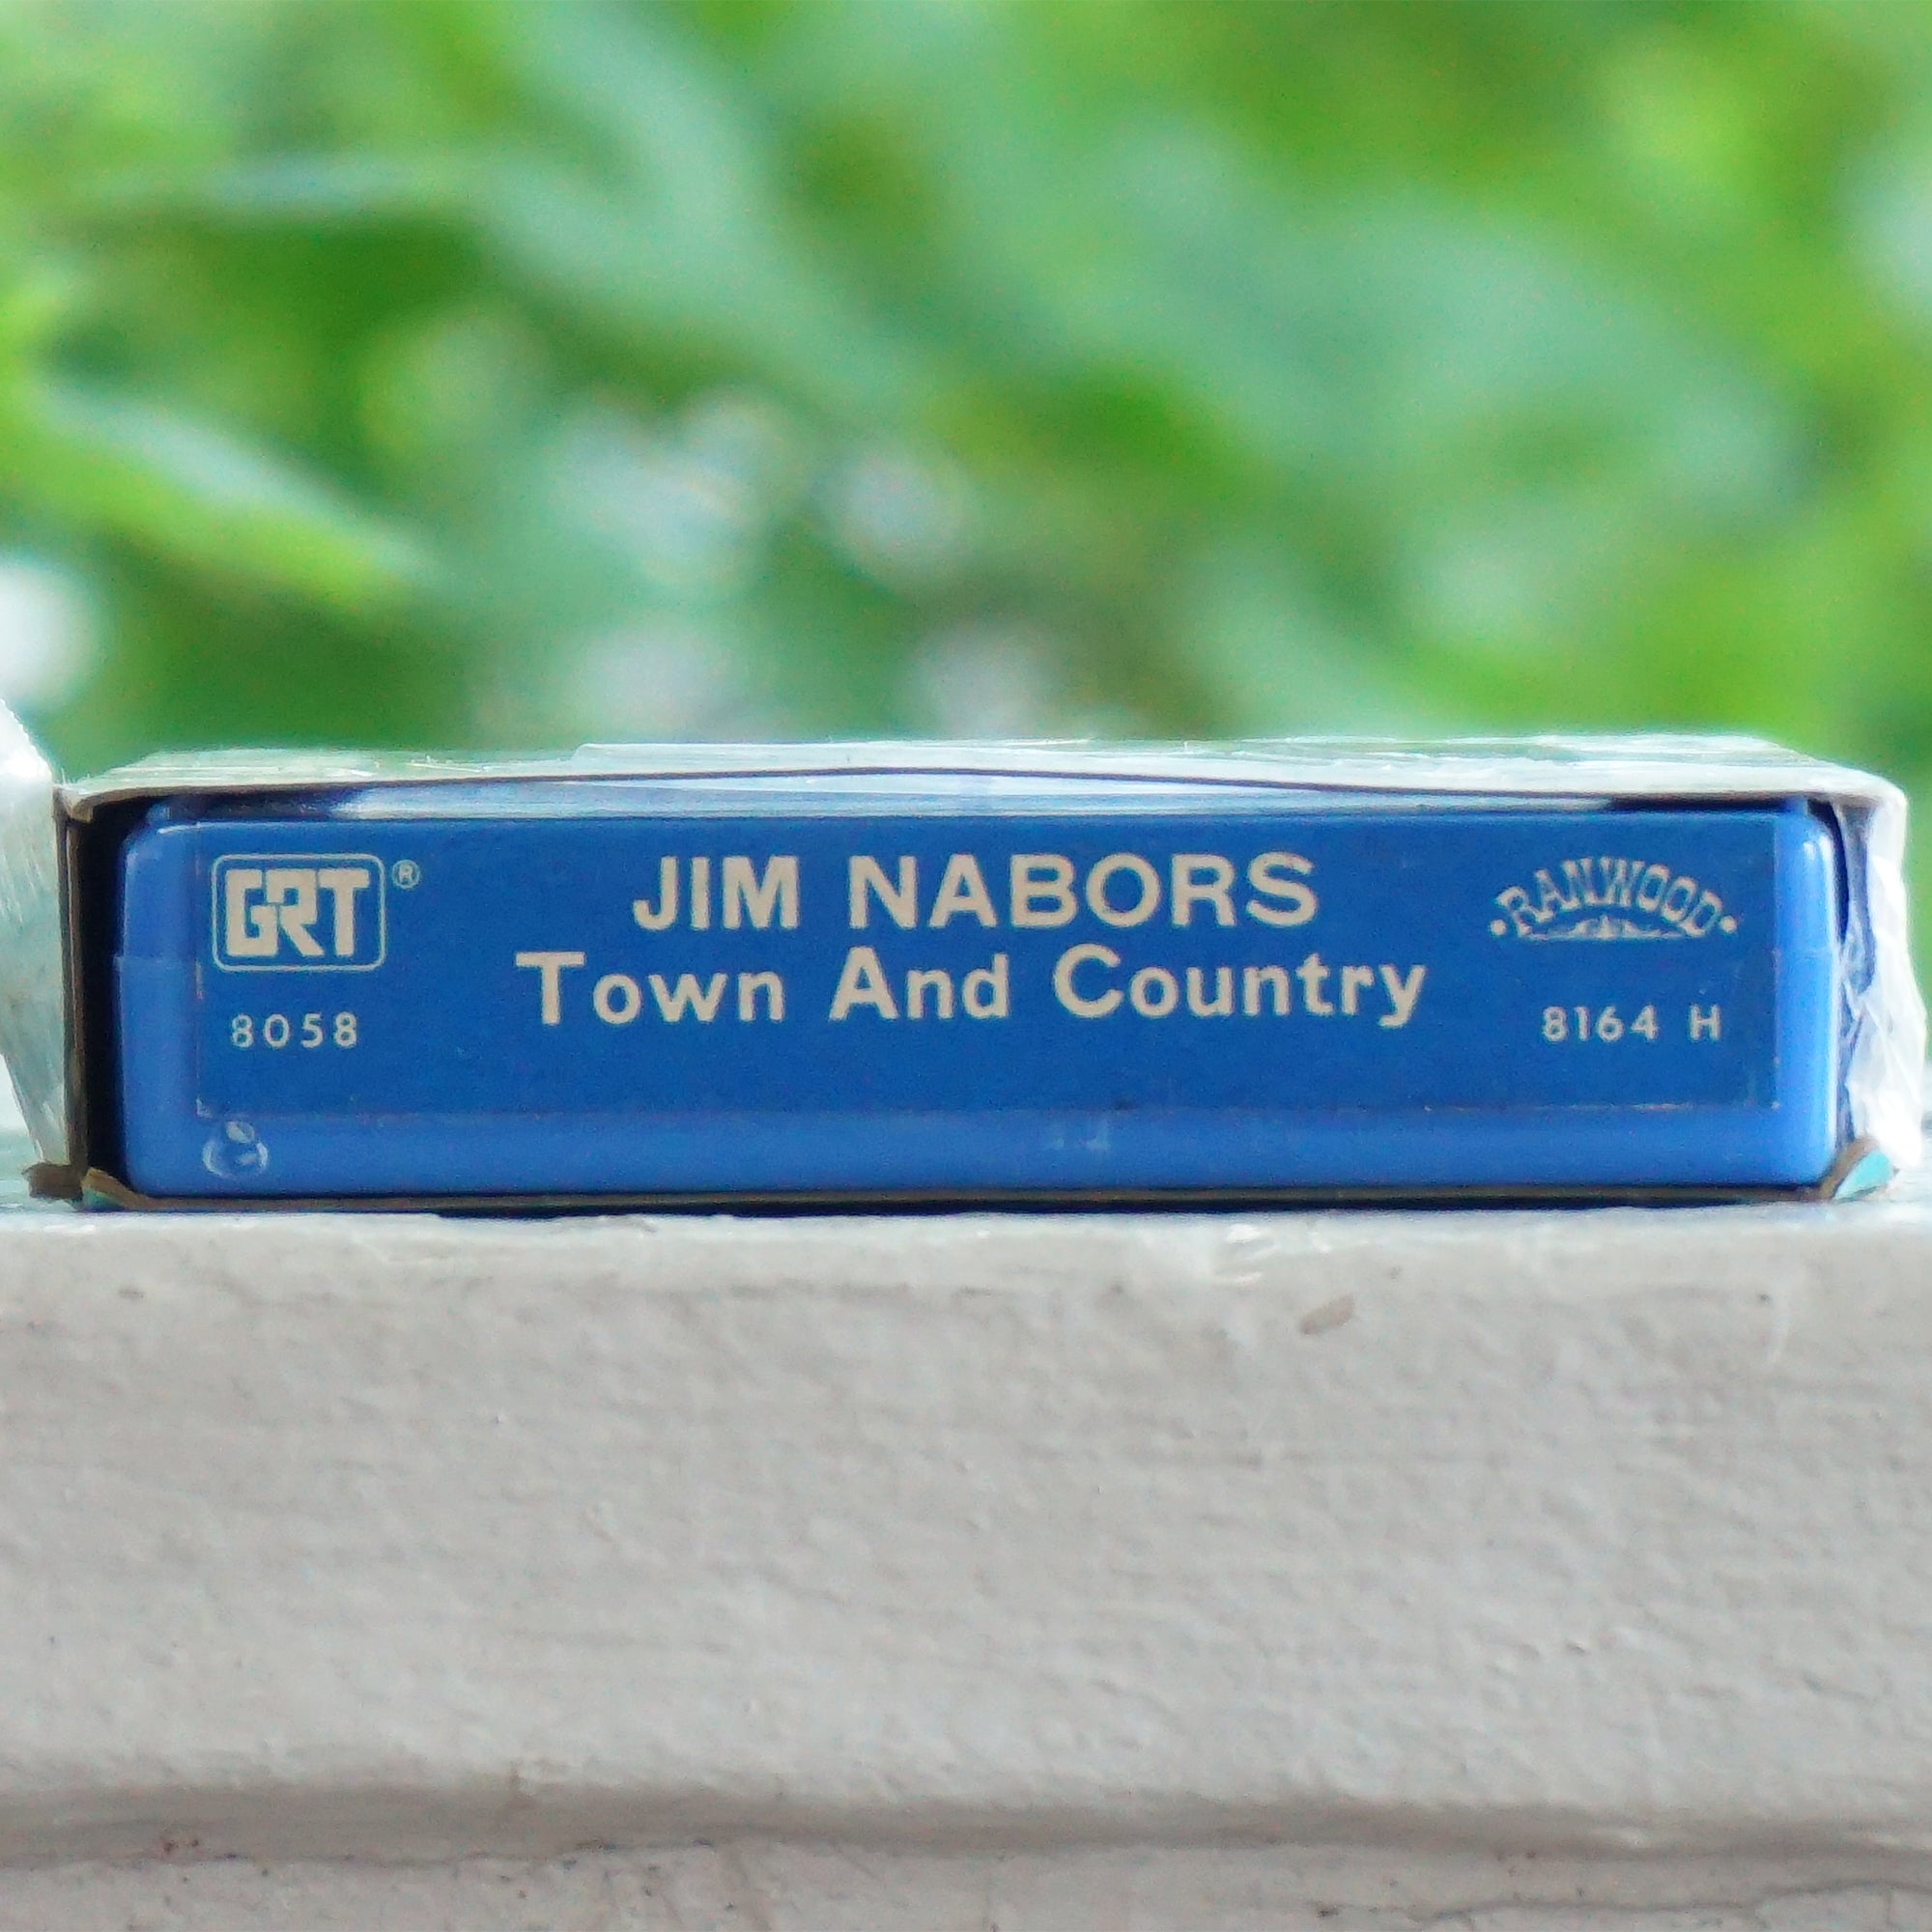 GRT®
8058
JIM NABORS
Town And Country
RANWOOD
8164 H